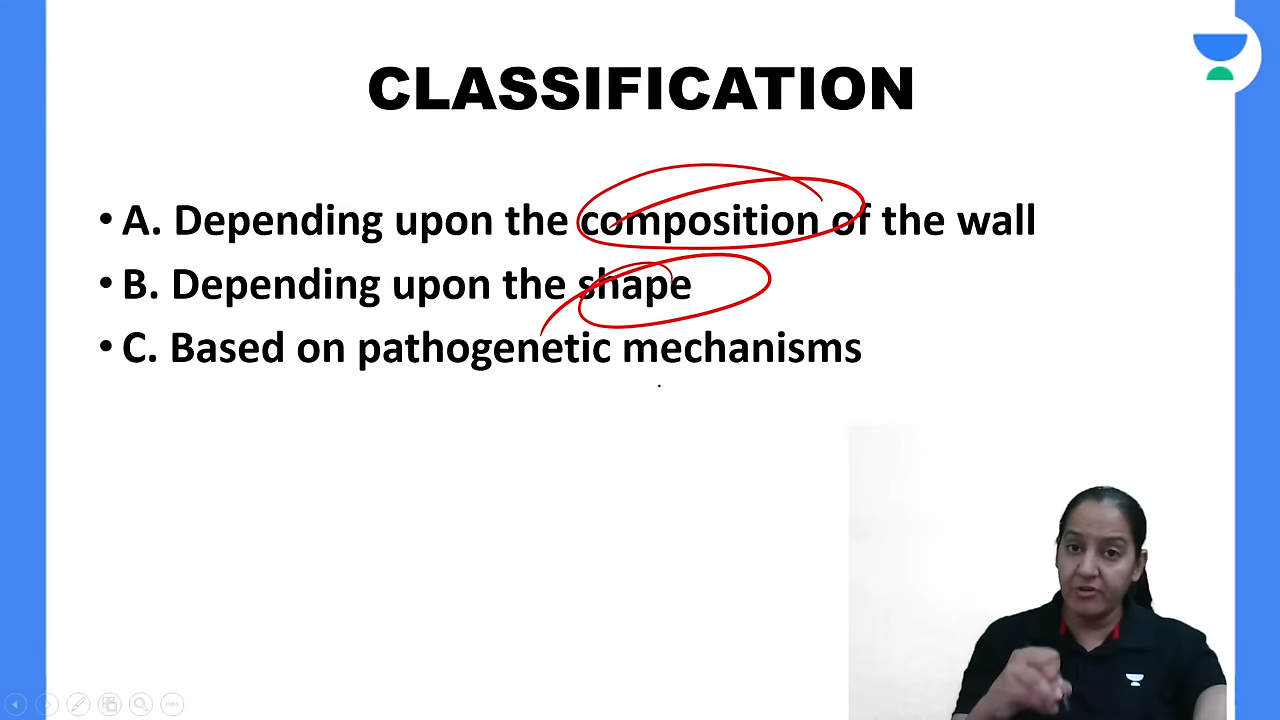 CLASSIFICATION
• A. Depending upon the composition of the wall
• B. Depending upon the shape
• C. Based on pathogenetic mechanisms